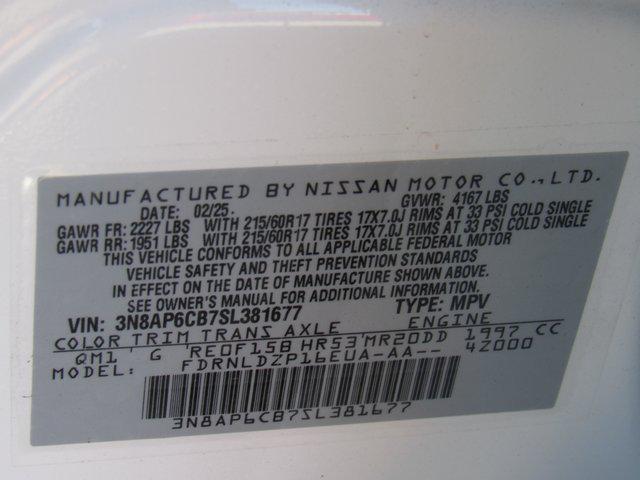 MANUFACTURED BY NISSAN MOTOR CO.,LTD.
DATE: 02/25 GVWR: 4167 LBS
GAWR FR: 2227 LBS WITH 215/60R17 TIRES 17X7.0J RIMS AT 33 PSI COLD SINGLE
GAWR RR: 1951 LBS WITH 215/60R17 TIRES 17X7.0J RIMS AT 33 PSI COLD SINGLE
THIS VEHICLE CONFORMS TO ALL APPLICABLE FEDERAL MOTOR
VEHICLE SAFETY AND THEFT PREVENTION STANDARDS
IN EFFECT ON THE DATE OF MANUFACTURE SHOWN ABOVE.
SEE OWNER'S MANUAL FOR ADDITIONAL INFORMATION.
VIN: 3N8AP6CB7SL381677 TYPE: MPV
COLOR TRIM TRANS AXLE ENGINE
QM1 G RE0F15B HR53 MR20DD 1997 CC
MODEL: FDRNLDZP16EUA-AA-- 4Z000
3N8AP6CB7SL381677